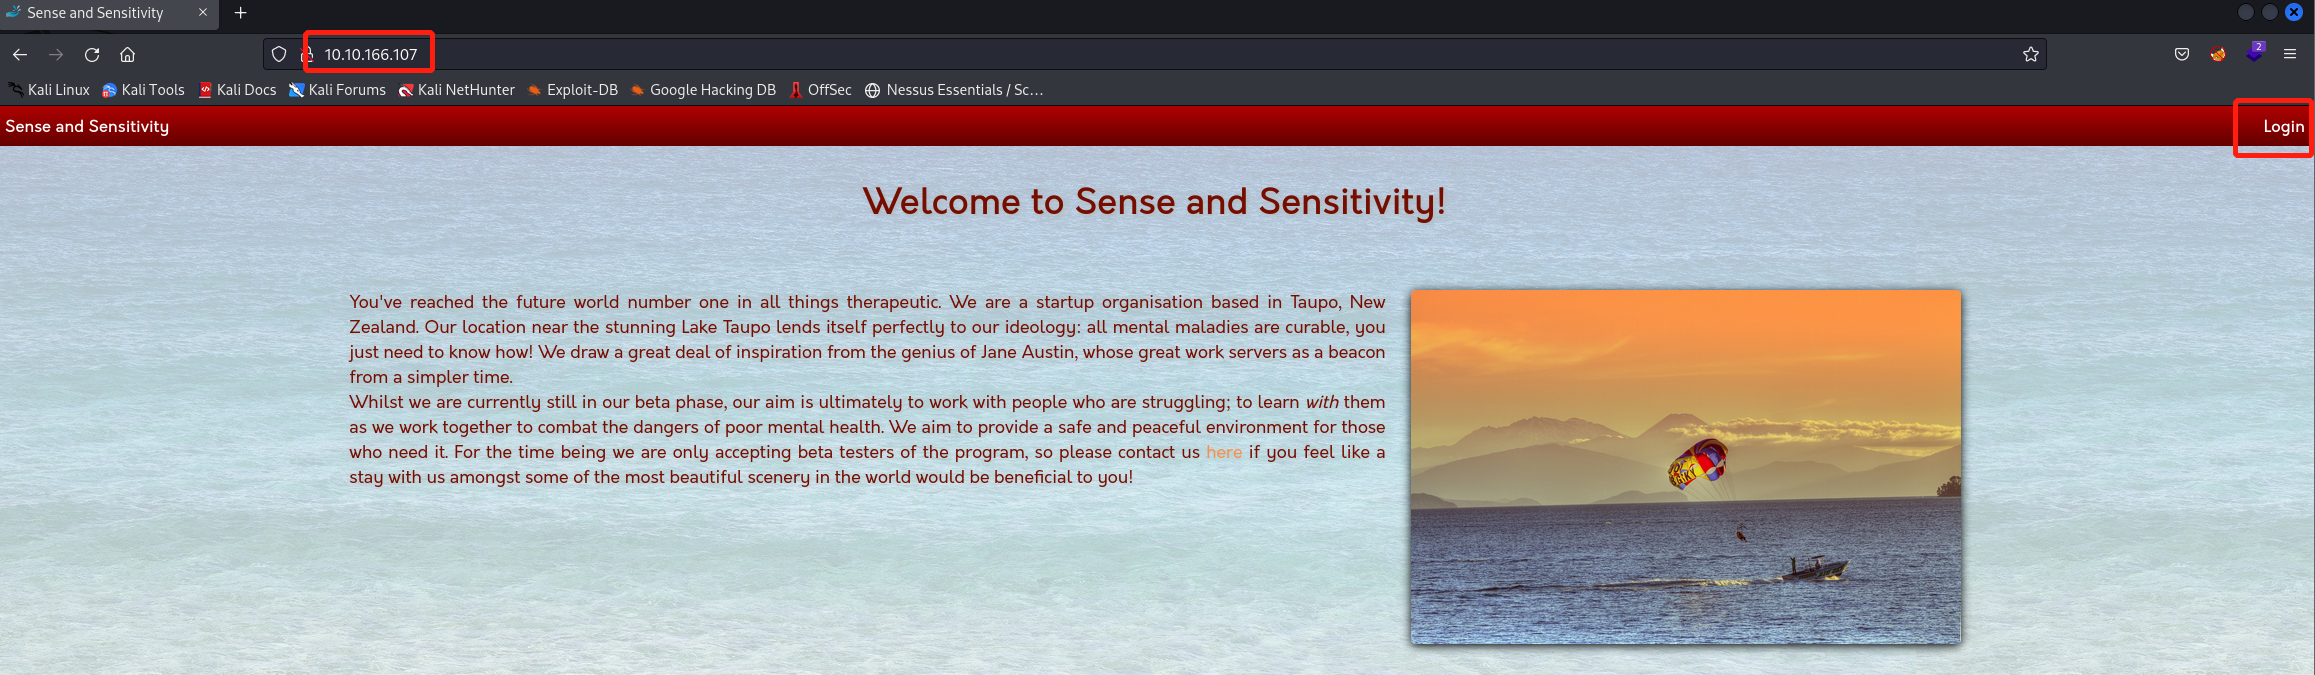 Sense and Sensitivity
10.10.166.107
Kali Linux Kali Tools Kali Docs Kali Forums Kali NetHunter Exploit-DB Google Hacking DB OffSec Nessus Essentials / Sc...
2
Sense and Sensitivity Login
Welcome to Sense and Sensitivity!
You've reached the future world number one in all things therapeutic. We are a startup organisation based in Taupo, New
Zealand. Our location near the stunning Lake Taupo lends itself perfectly to our ideology: all mental maladies are curable, you
just need to know how! We draw a great deal of inspiration from the genius of Jane Austin, whose great work servers as a beacon
from a simpler time.
Whilst we are currently still in our beta phase, our aim is ultimately to work with people who are struggling; to learn with them
as we work together to combat the dangers of poor mental health. We aim to provide a safe and peaceful environment for those
who need it. For the time being we are only accepting beta testers of the program, so please contact us here if you feel like a
stay with us amongst some of the most beautiful scenery in the world would be beneficial to you!